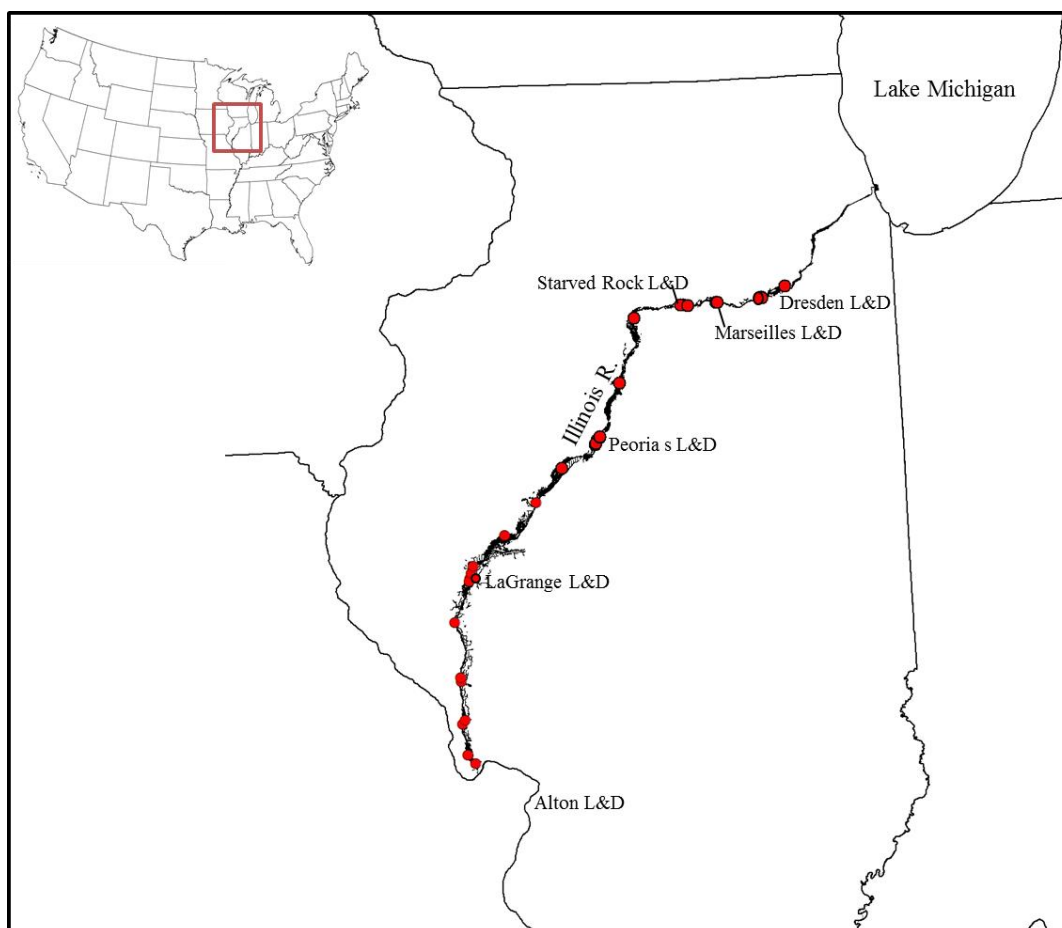 Lake Michigan
Starved Rock L&D
Dresden L&D
Marseilles L&D
Illinois R.
Peoria s L&D
LaGrange L&D
Alton L&D